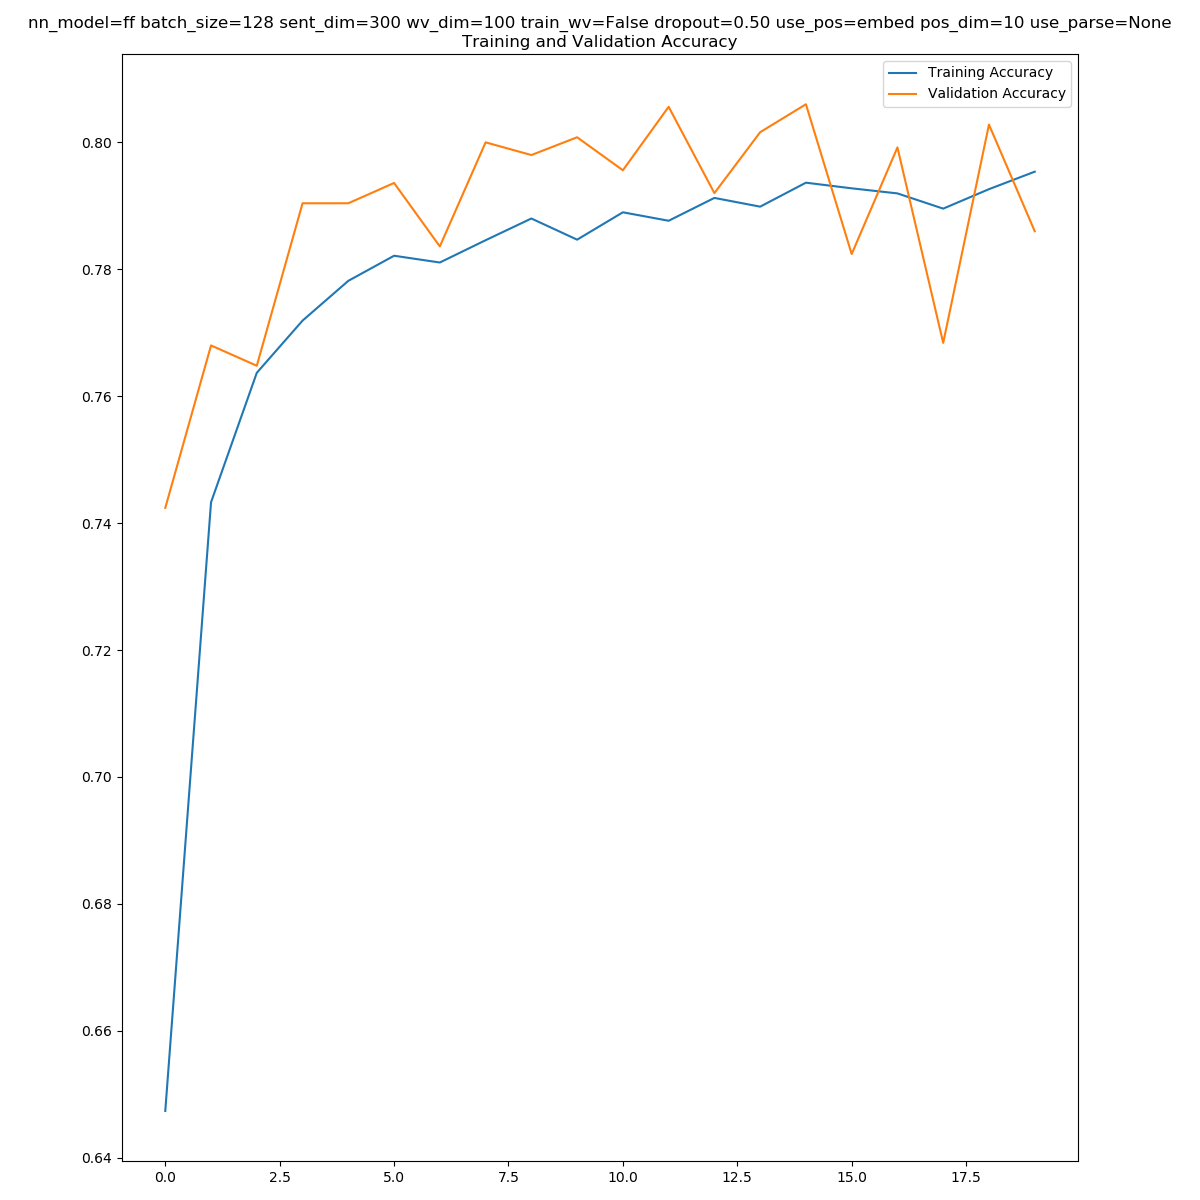 nn_model=ff batch_size=128 sent_dim=300 wv_dim=100 train_wv=False dropout=0.50 use_pos=embed pos_dim=10 use_parse=None
Training and Validation Accuracy
Training Accuracy
Validation Accuracy
0.80
0.78
0.76
0.74
0.72
0.70
0.68
0.66
0.64
0.0 2.5 5.0 7.5 10.0 12.5 15.0 17.5